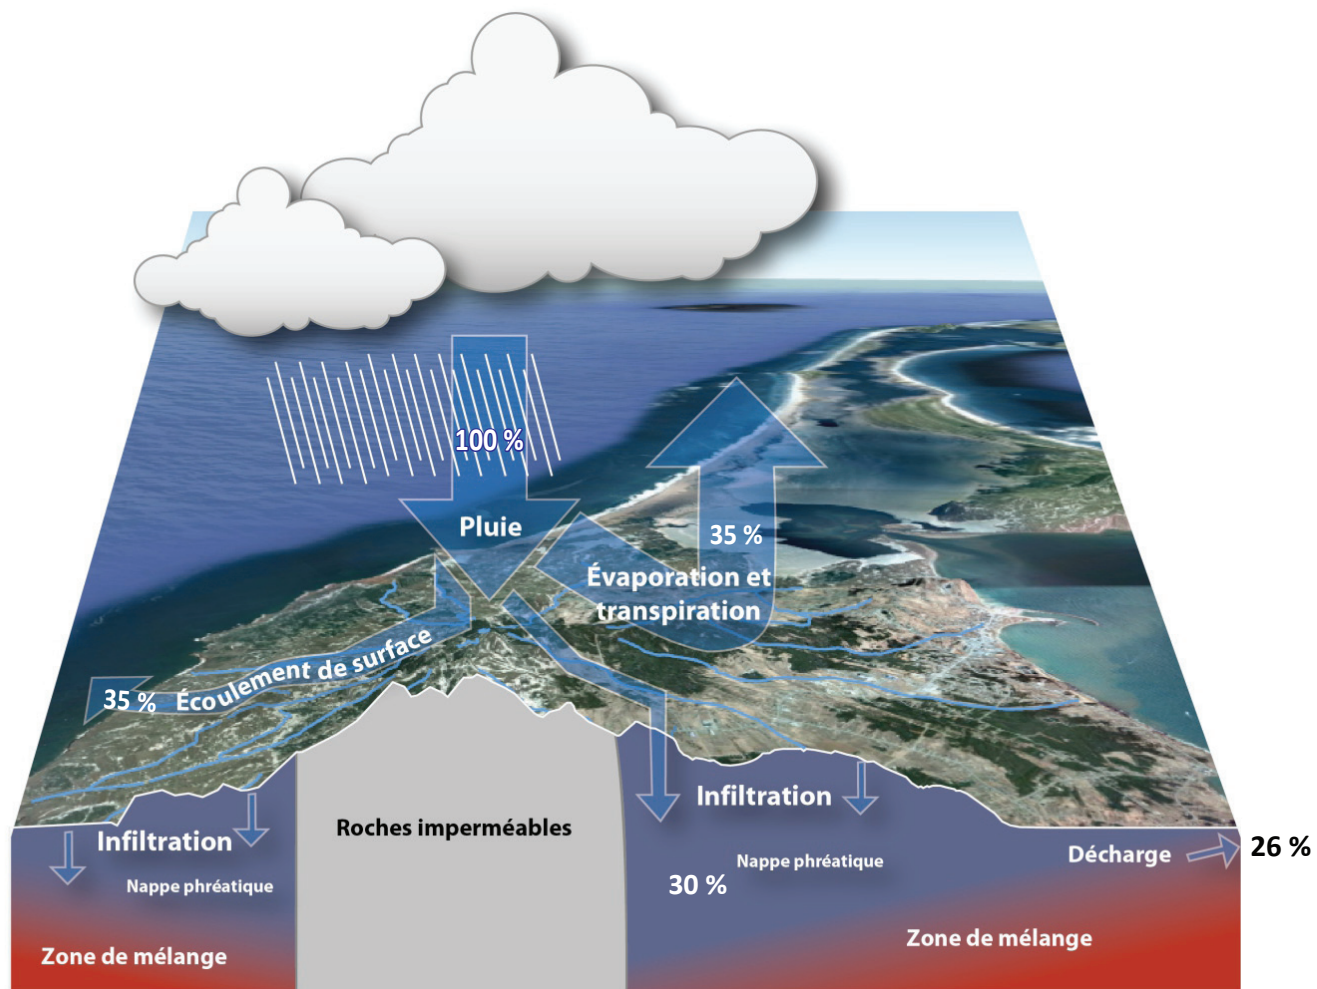 100 %
Pluie
35 %
Évaporation et
transpiration
35 %
Écoulement de surface
Infiltration
Nappe phréatique
Zone de mélange
Roches imperméables
Infiltration
Nappe phréatique
30 %
Décharge
26 %
Zone de mélange